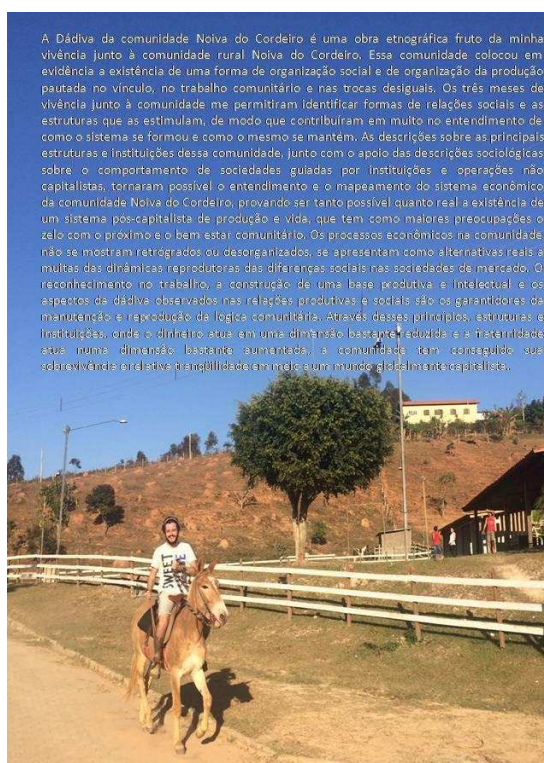 A Dádiva da comunidade Noiva do Cordeiro é uma obra etnográfica fruto da minha
vivência junto à comunidade rural Noiva do Cordeiro. Essa comunidade colocou em
evidência a existência de uma forma de organização social e de organização da produção
pautada no vínculo, no trabalho comunitário e nas trocas desiguais. Os três meses de
vivência junto à comunidade me permitiram identificar formas de relações sociais e as
estruturas que as estimulam, de modo que contribuíram em muito no entendimento de
como o sistema se formou e como o mesmo se mantém. As descrições sobre as principais
estruturas e instituições dessa comunidade, junto com o apoio das descrições sociológicas
sobre o comportamento de sociedades guiadas por instituições e operações não
capitalistas, tornaram possível o entendimento e o mapeamento do sistema econômico
da comunidade Noiva do Cordeiro, provando ser tanto possível quanto real a existência de
um sistema pós-capitalista de produção e vida, que tem como maiores preocupações o
zelo com o próximo e o bem estar comunitário. Os processos econômicos na comunidade
não se mostram retrógrados ou desorganizados, se apresentam como alternativas reais a
muitas das dinâmicas reprodutoras das diferenças sociais nas sociedades de mercado. O
reconhecimento no trabalho, a construção de uma base produtiva e intelectual e os
aspectos da dádiva observados nas relações produtivas e sociais são os garantidores da
manutenção e reprodução da logica comunitária. Através desses princípios, estruturas e
instituições, onde o dinheiro atua em uma dimensão bastante reduzida e a fraternidade
atua numa dimensão bastante aumentada, a comunidade tem conseguido sua
sobrevivência e relativa tranqüilidade em meio a um mundo globalmente capitalista..
SWEET